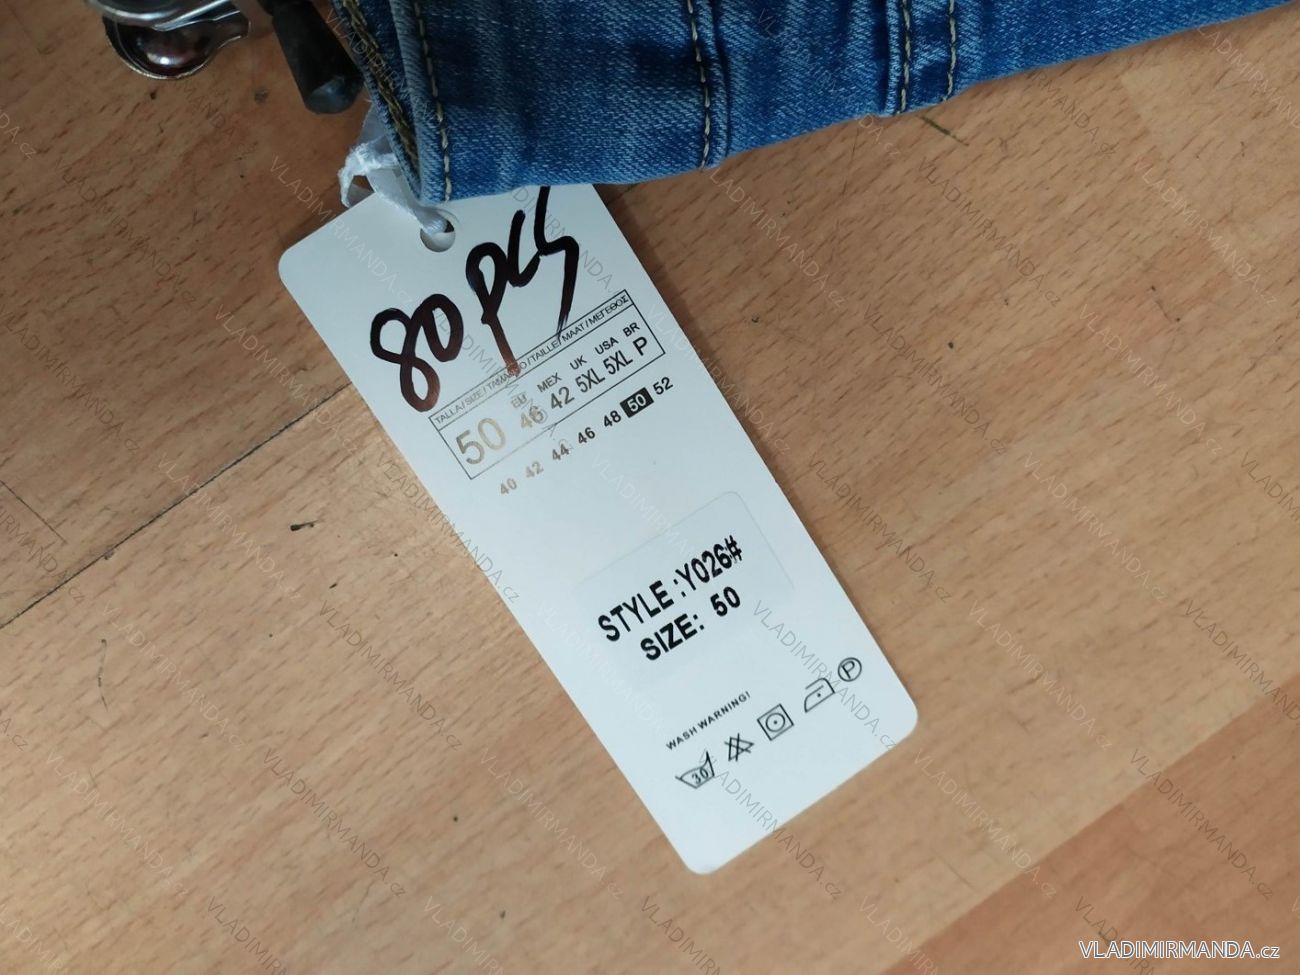 80 pcs
TALLA/SIZE/TAMANHO/TAILLE/MAAT/ΜΕΓΕΘΟΣ
EU MEX UK USA BR
50 46 42 5XL 5XL P
40 42 44 46 48 50 52
STYLE :Y026#
SIZE: 50
WASH WARNING!
30
P
VLADIMIRMANDA.cz